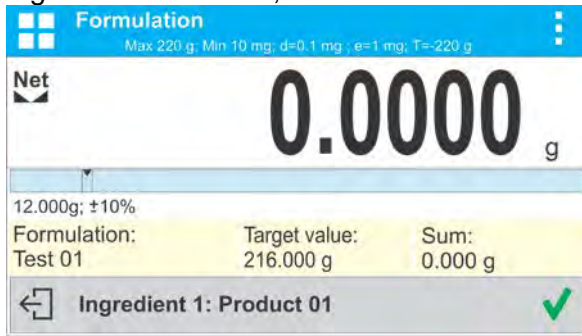 Formulation
Max 220 g; Min 10 mg; d=0.1 mg ; e=1 mg; T=-220 g
Net
0.0000 g
12.000g; ±10%
Formulation: Target value: Sum:
Test 01 216.000 g 0.000 g
Ingredient 1: Product 01